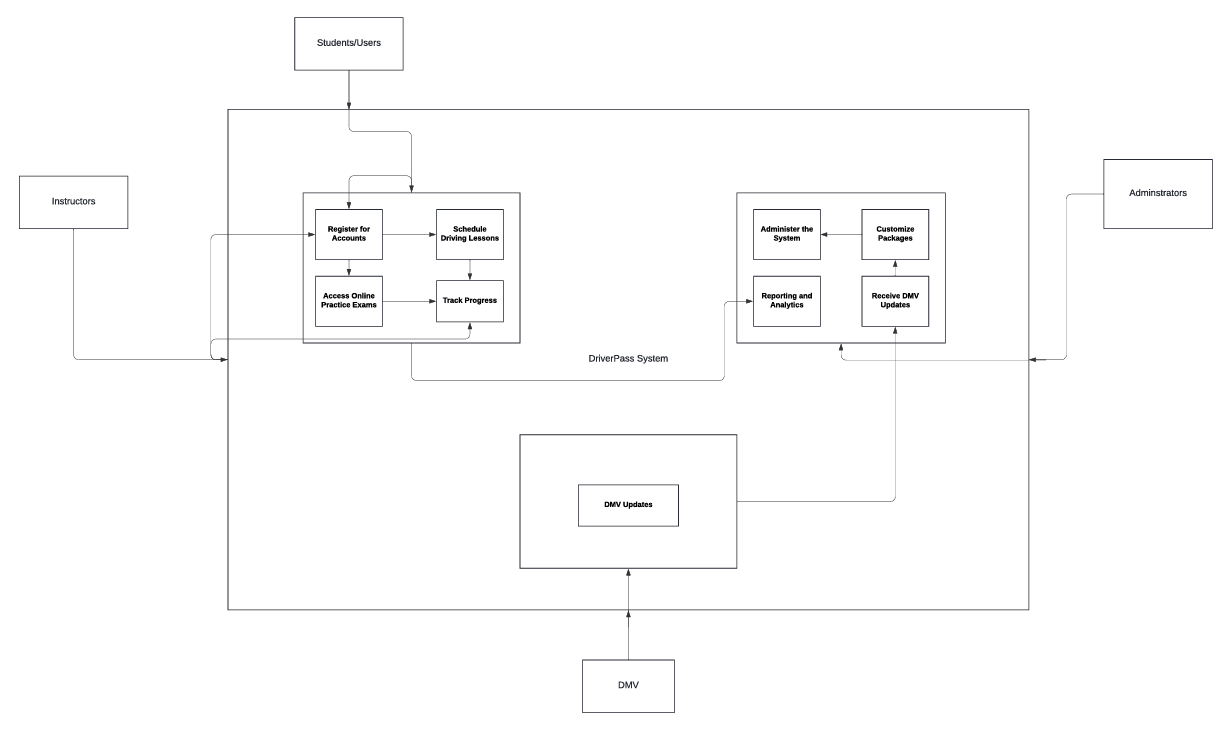 Students/Users
Instructors
Adminstrators
Register for
Accounts
Schedule
Driving Lessons
Access Online
Practice Exams
Track Progress
Administer the
System
Customize
Packages
Reporting and
Analytics
Receive DMV
Updates
DriverPass System
DMV Updates
DMV